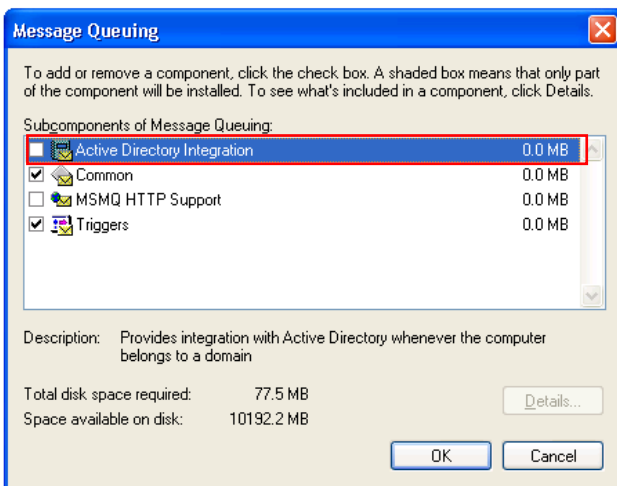 Message Queuing
To add or remove a component, click the check box. A shaded box means that only part
of the component will be installed. To see what's included in a component, click Details.
Subcomponents of Message Queuing:
Active Directory Integration 0.0 MB
Common 0.0 MB
MSMQ HTTP Support 0.0 MB
Triggers 0.0 MB
Description: Provides integration with Active Directory whenever the computer
belongs to a domain
Total disk space required: 77.5 MB
Space available on disk: 10192.2 MB
Details...
OK Cancel